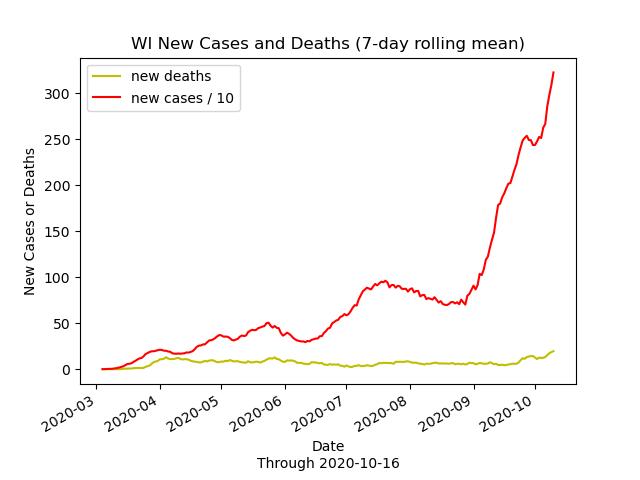 WI New Cases and Deaths (7-day rolling mean)
new deaths
new cases / 10
New Cases or Deaths
300
250
200
150
100
50
0
2020-03
2020-04
2020-05
2020-06
2020-07
2020-08
2020-09
2020-10
Date
Through 2020-10-16